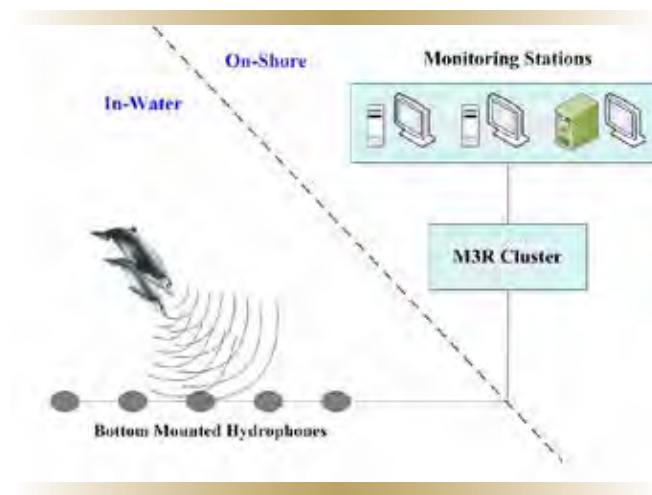 On-Shore
Monitoring Stations
In-Water
M3R Cluster
Bottom Mounted Hydrophones